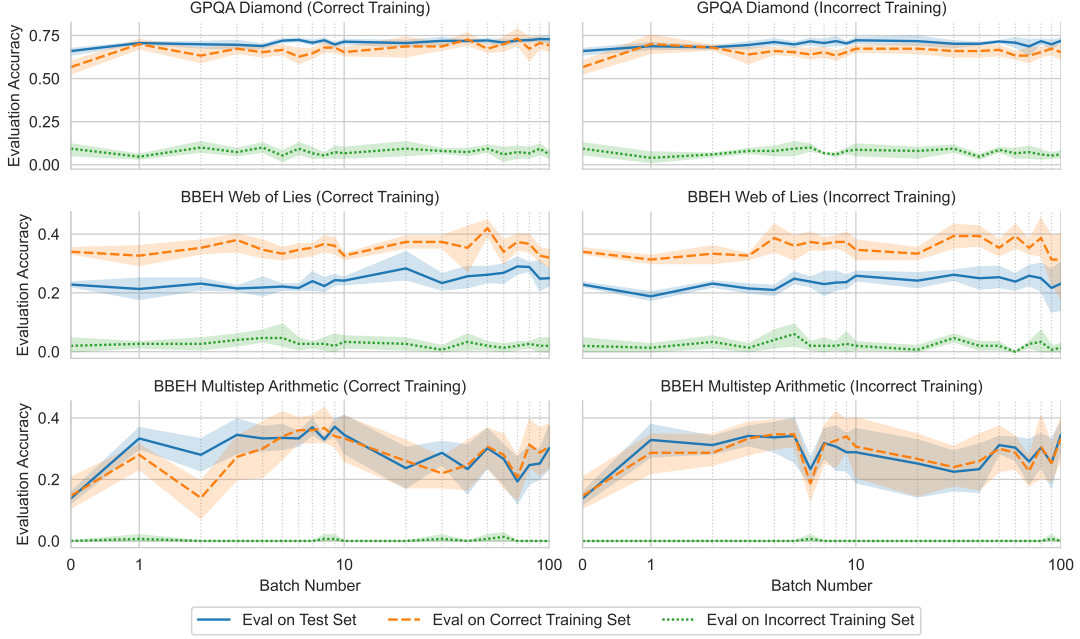 GPQA Diamond (Correct Training)
GPQA Diamond (Incorrect Training)
Evaluation Accuracy
0.75
0.50
0.25
0.00
BBEH Web of Lies (Correct Training)
BBEH Web of Lies (Incorrect Training)
Evaluation Accuracy
0.4
0.2
0.0
BBEH Multistep Arithmetic (Correct Training)
BBEH Multistep Arithmetic (Incorrect Training)
Evaluation Accuracy
0.4
0.2
0.0
0 1 10 100
0 1 10 100
Batch Number
Batch Number
Eval on Test Set
Eval on Correct Training Set
Eval on Incorrect Training Set